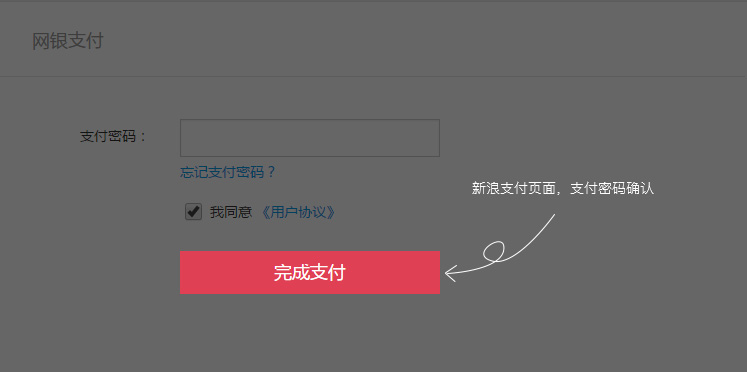 网银支付
支付密码：
忘记支付密码？
新浪支付页面，支付密码确认
我同意 《用户协议》
完成支付